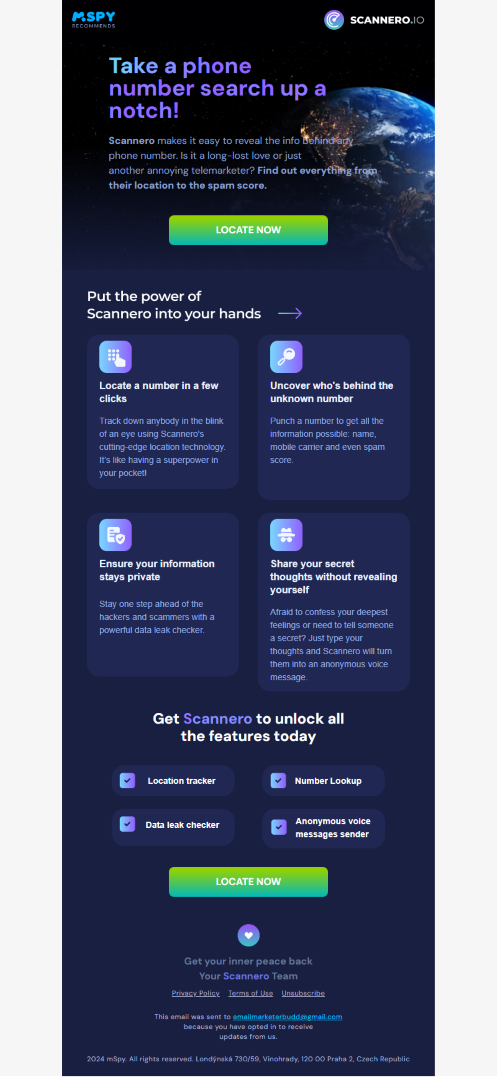 mSPY
RECOMMENDS
SCANNERO.IO
Take a phone
number search up a
notch!
Scannero makes it easy to reveal the info behind any
phone number. Is it a long-lost love or just
another annoying telemarketer? Find out everything from
their location to the spam score.
LOCATE NOW
Put the power of
Scannero into your hands
Locate a number in a few
clicks
Track down anybody in the blink
of an eye using Scannero's
cutting-edge location technology.
It's like having a superpower in
your pocket!
Uncover who's behind the
unknown number
Punch a number to get all the
information possible: name,
mobile carrier and even spam
score.
Ensure your information
stays private
Stay one step ahead of the
hackers and scammers with a
powerful data leak checker.
Share your secret
thoughts without revealing
yourself
Afraid to confess your deepest
feelings or need to tell someone
a secret? Just type your
thoughts and Scannero will turn
them into an anonymous voice
message.
Get Scannero to unlock all
the features today
Location tracker
Number Lookup
Data leak checker
Anonymous voice
messages sender
LOCATE NOW
Get your inner peace back
Your Scannero Team
Privacy Policy Terms of Use Unsubscribe
This email was sent to emailmarketerbudd@gmail.com
because you have opted in to receive
updates from us.
2024 mSpy. All rights reserved. Londýnská 730/59, Vinohrady, 120 00 Praha 2, Czech Republic